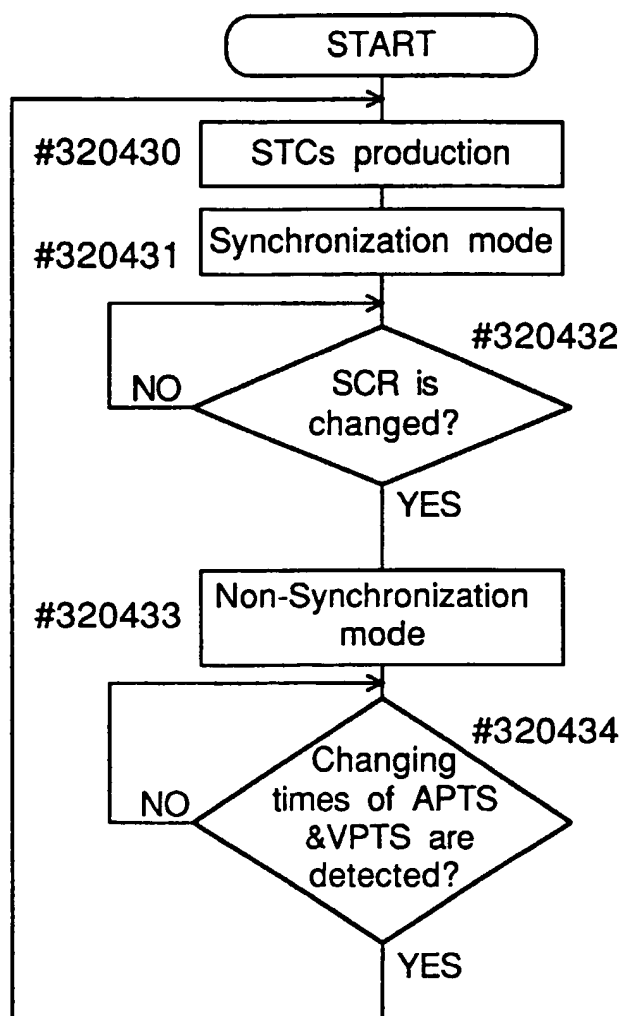 START
#320430
STCs production
#320431
Synchronization mode
#320432
NO
SCR is
changed?
YES
#320433
Non-Synchronization
mode
#320434
NO
Changing
times of APTS
&VPTS are
detected?
YES